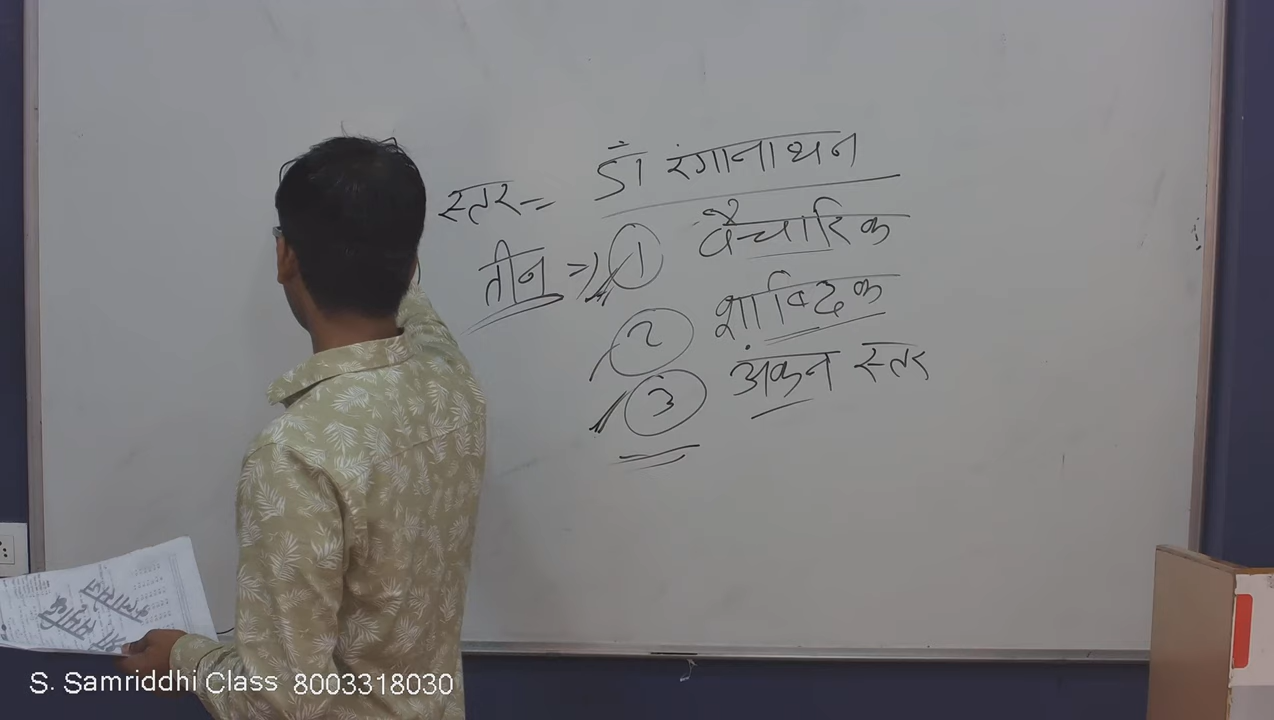 डॉ रंगानाथन
स्तर =
तीन => 1 वैचारिक
2 शाब्दिक
3 अंकन स्तर
S. Samriddhi Class 8003318030